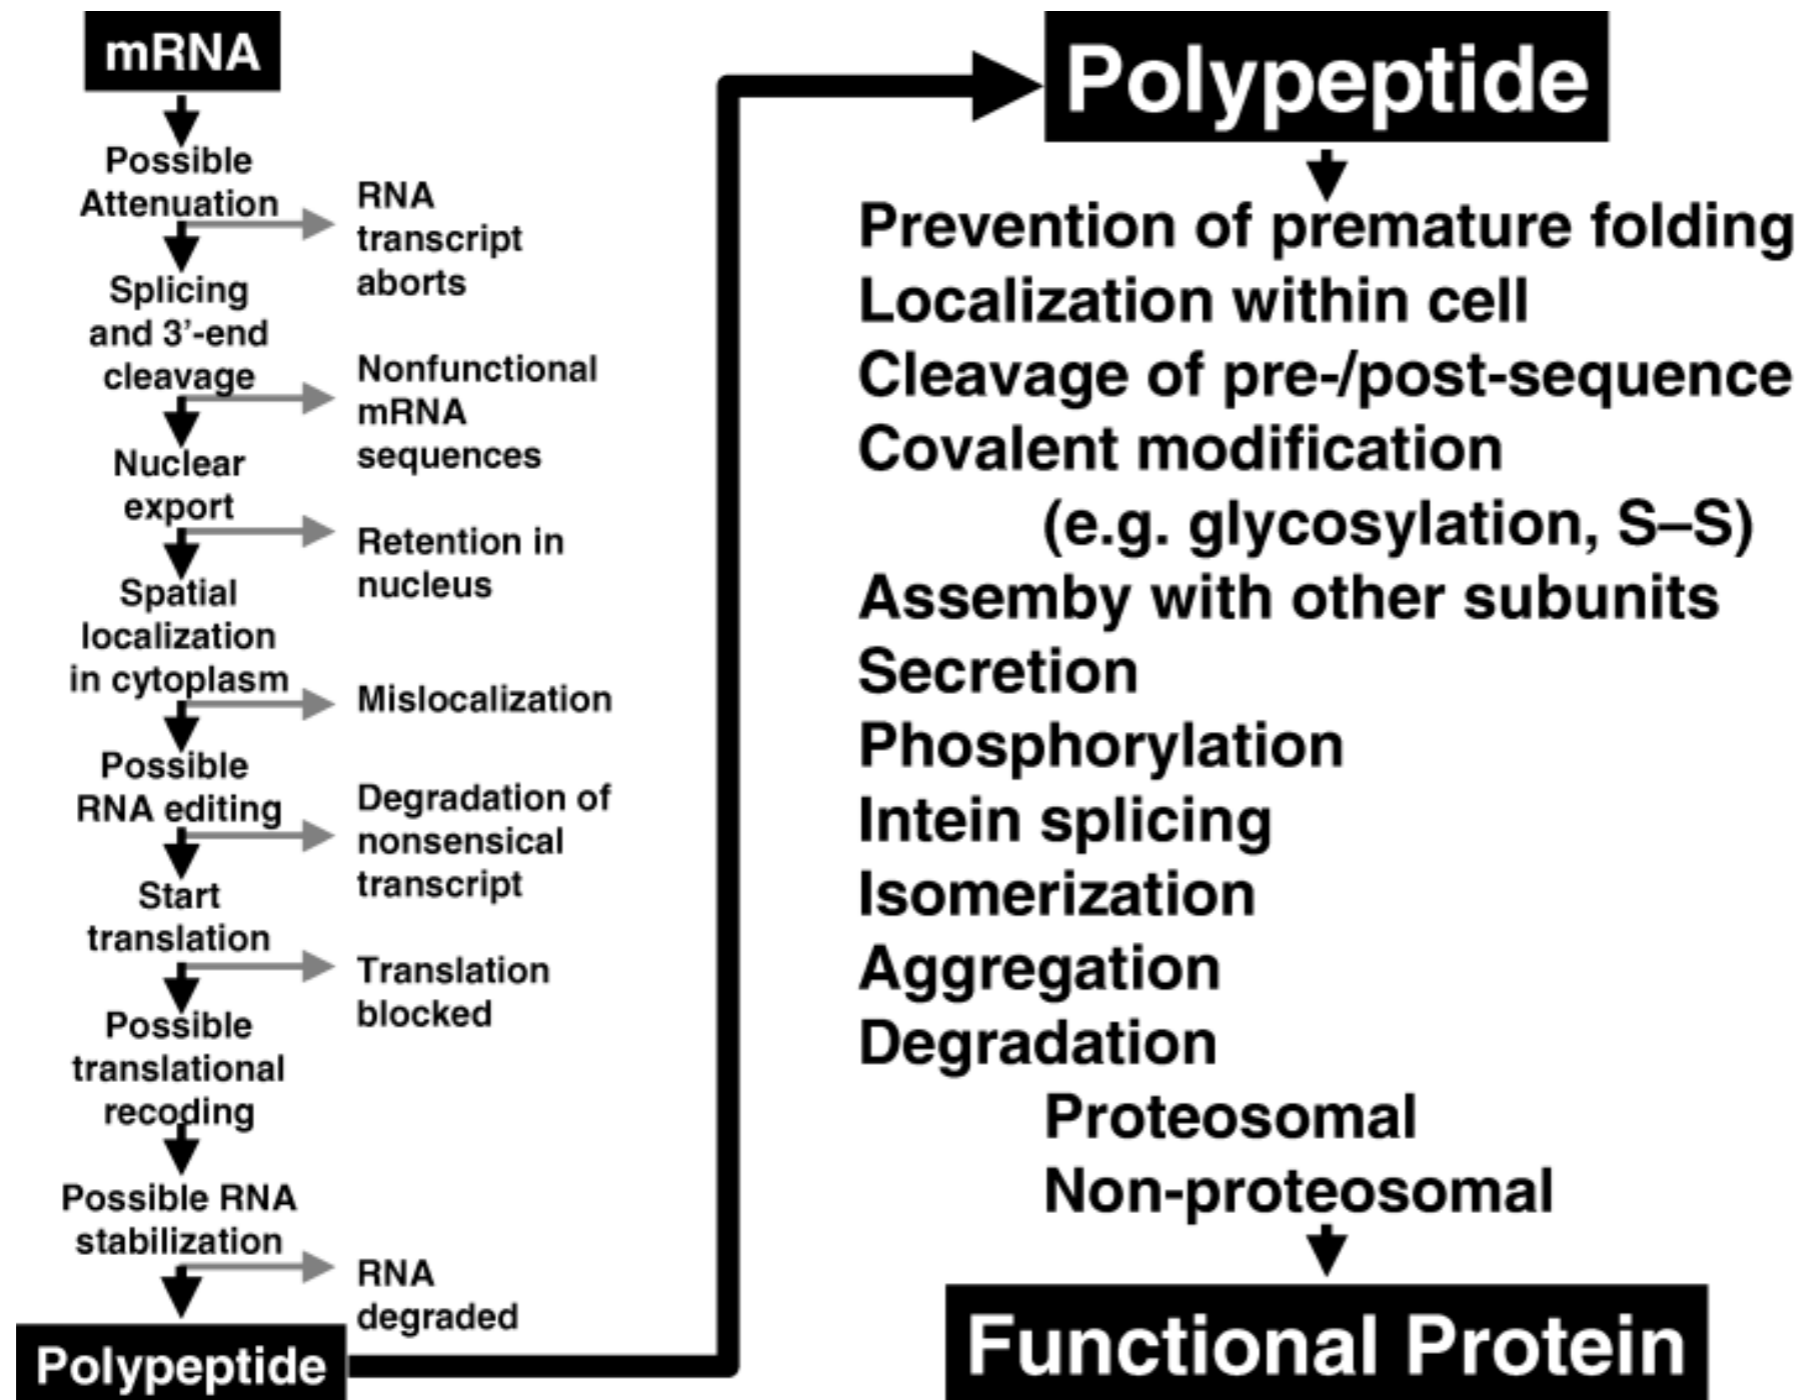 mRNA
Possible
Attenuation
RNA
transcript
aborts
Splicing
and 3’-end
cleavage
Nonfunctional
mRNA
sequences
Nuclear
export
Retention in
nucleus
Spatial
localization
in cytoplasm
Mislocalization
Possible
RNA editing
Degradation of
nonsensical
transcript
Start
translation
Translation
blocked
Possible
translational
recoding
Possible RNA
stabilization
RNA
degraded
Polypeptide
Polypeptide
Prevention of premature folding
Localization within cell
Cleavage of pre-/post-sequence
Covalent modification
(e.g. glycosylation, S–S)
Assemby with other subunits
Secretion
Phosphorylation
Intein splicing
Isomerization
Aggregation
Degradation
Proteosomal
Non-proteosomal
Functional Protein